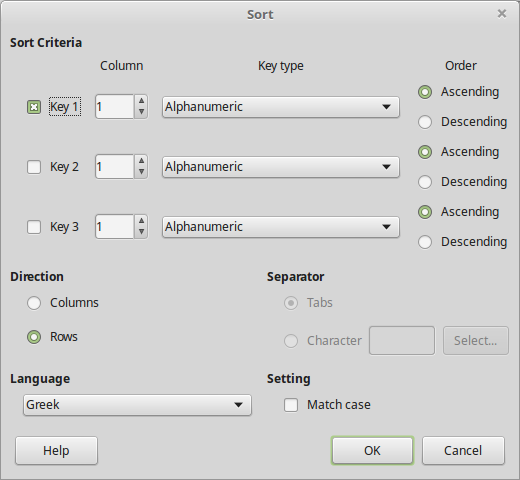 Sort
Sort Criteria
Column Key type Order
Key 1 1 Alphanumeric Ascending
Descending
Key 2 1 Alphanumeric Ascending
Descending
Key 3 1 Alphanumeric Ascending
Descending
Direction Separator
Columns Tabs
Rows Character Select...
Language Setting
Greek Match case
Help OK Cancel